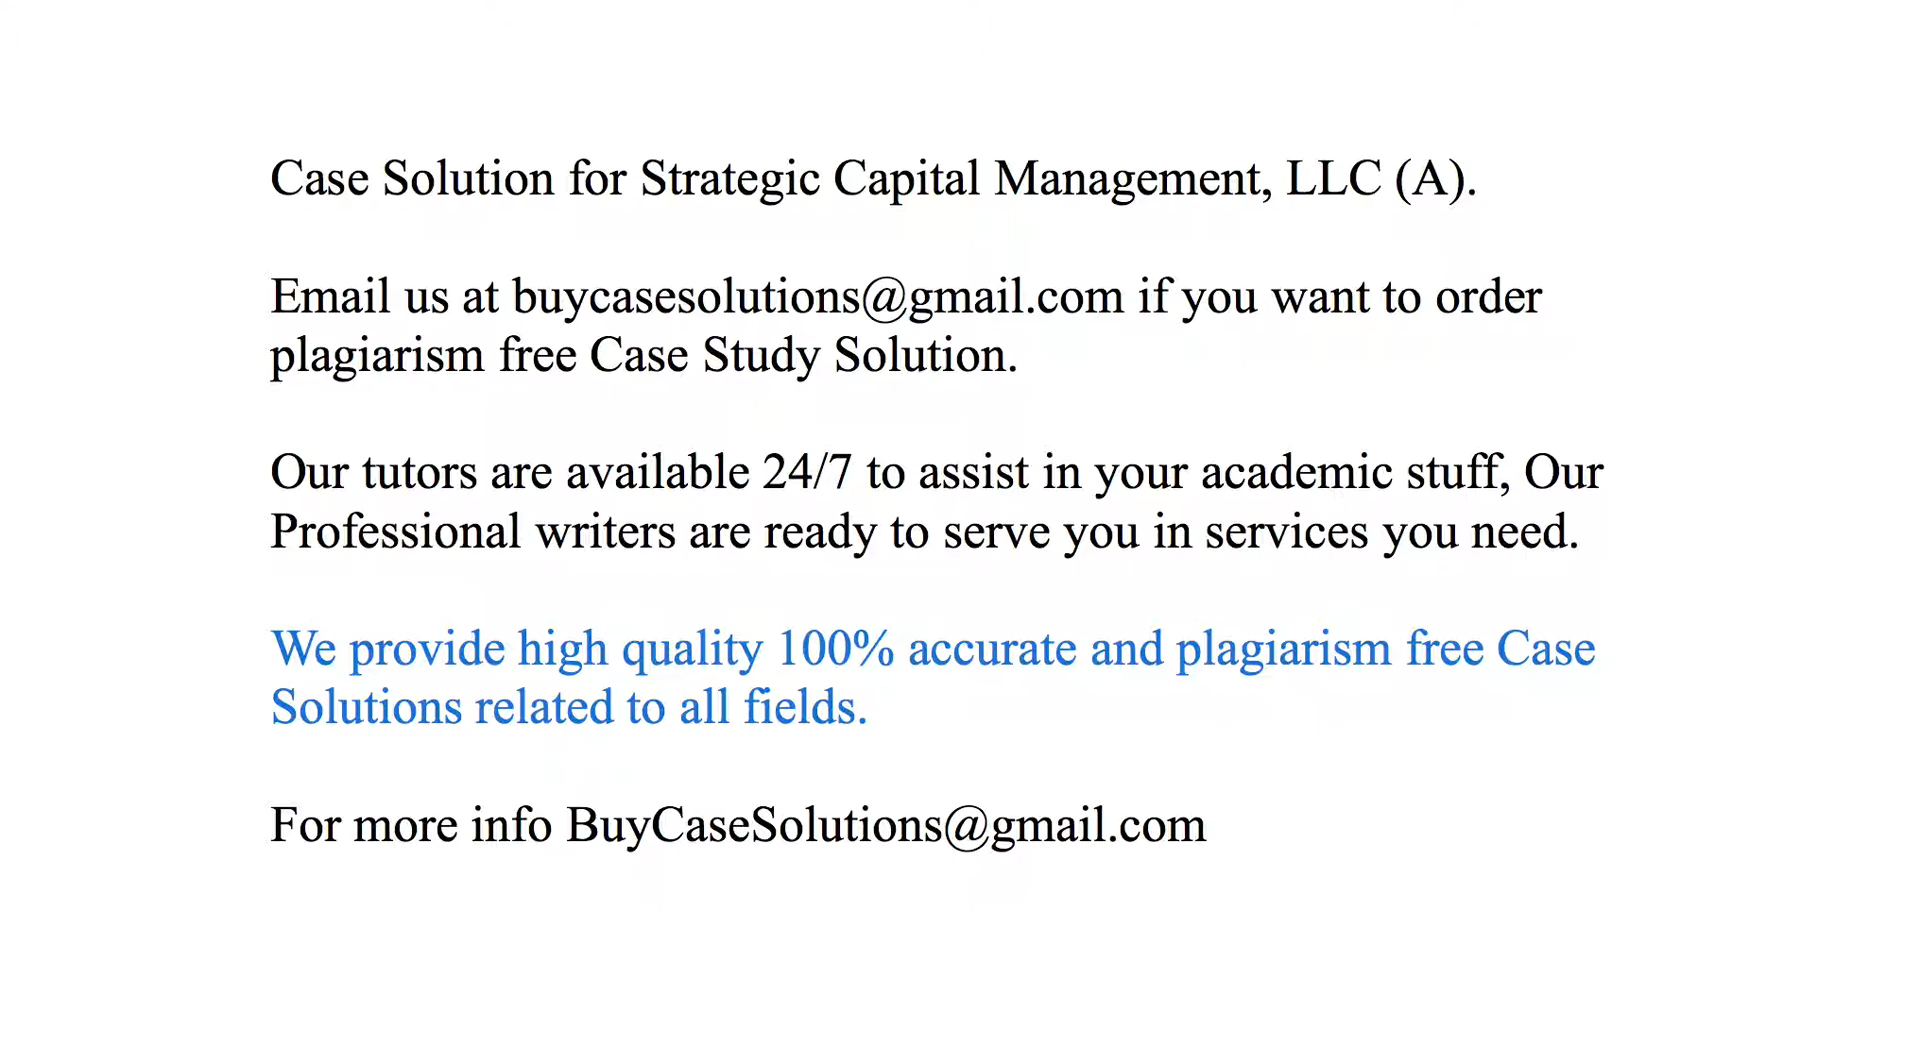 Case Solution for Strategic Capital Management, LLC (A).
Email us at buycasesolutions@gmail.com if you want to order
plagiarism free Case Study Solution.
Our tutors are available 24/7 to assist in your academic stuff, Our
Professional writers are ready to serve you in services you need.
We provide high quality 100% accurate and plagiarism free Case
Solutions related to all fields.
For more info BuyCaseSolutions@gmail.com